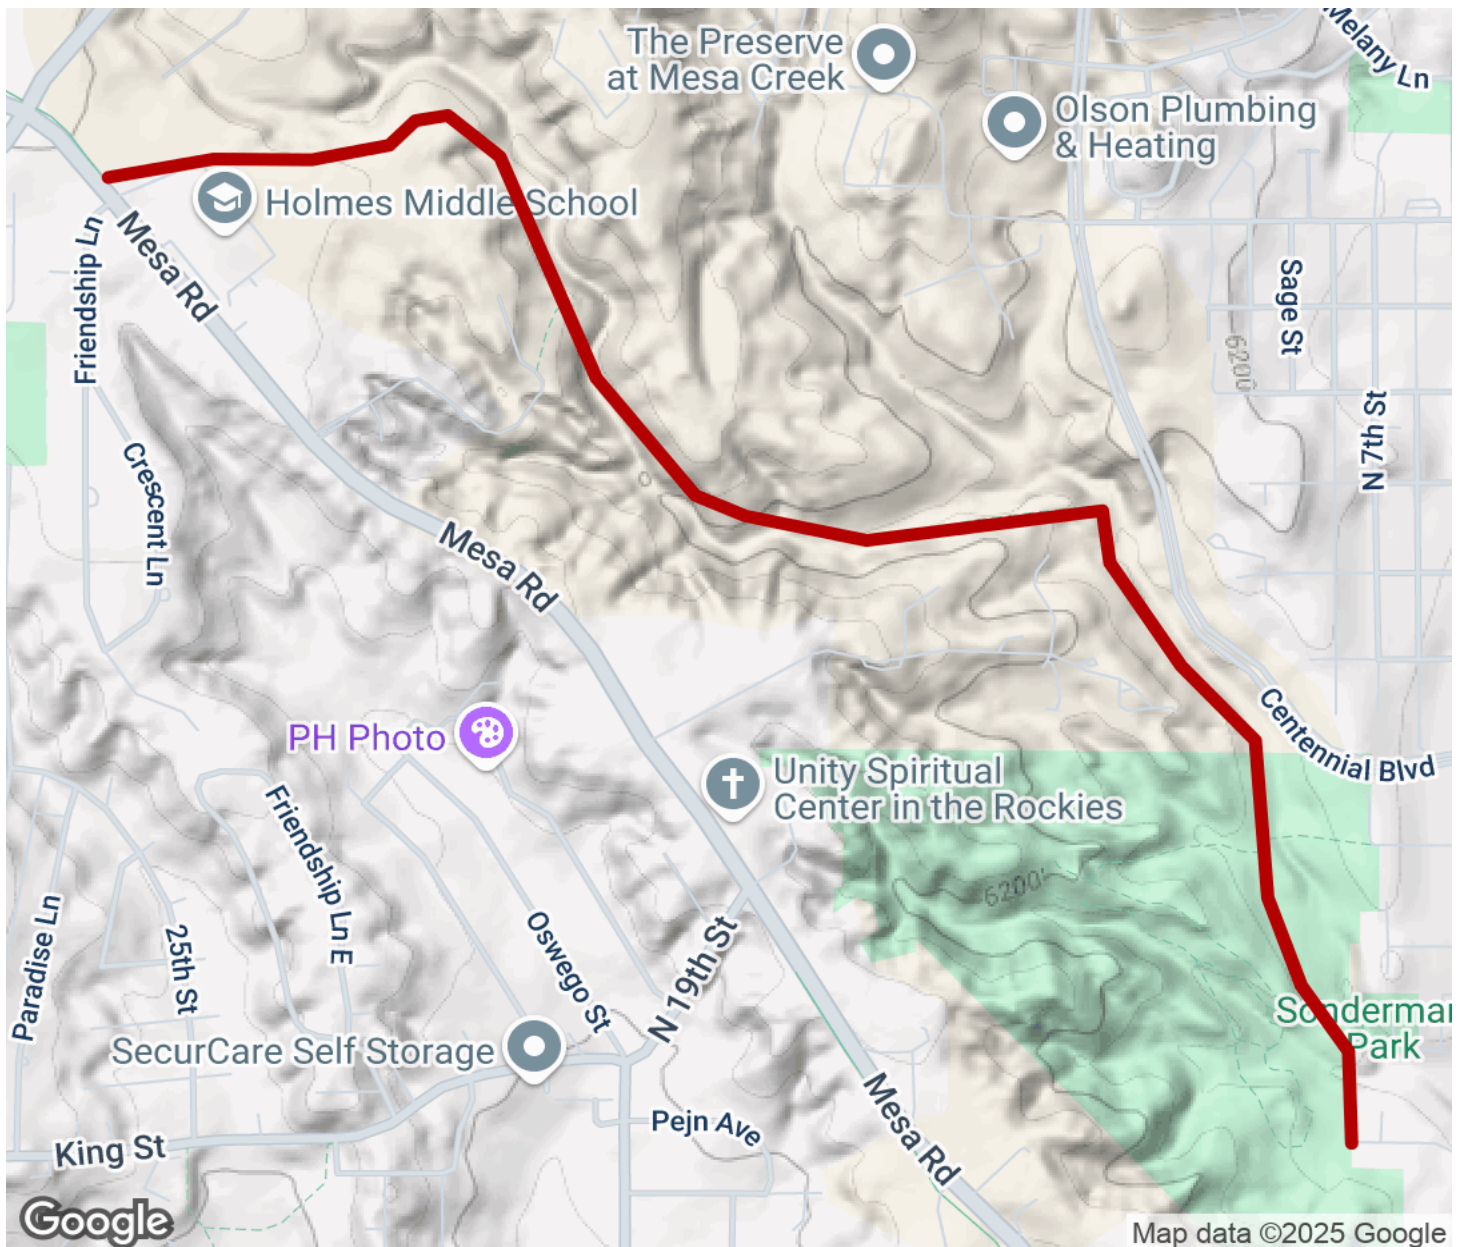 Melany Ln
The Preserve
at Mesa Creek
Olson Plumbing
& Heating
Holmes Middle School
Friendship Ln
Mesa Rd
Sage St
6200'
N 7th St
Crescent Ln
Mesa Rd
PH Photo
Unity Spiritual
Center in the Rockies
Centennial Blvd
Friendship Ln E
6200'
Paradise Ln
25th St
Oswego St
N 19th St
Sonderman
Park
SecurCare Self Storage
Mesa Rd
Pejn Ave
King St
Google
Map data ©2025 Google